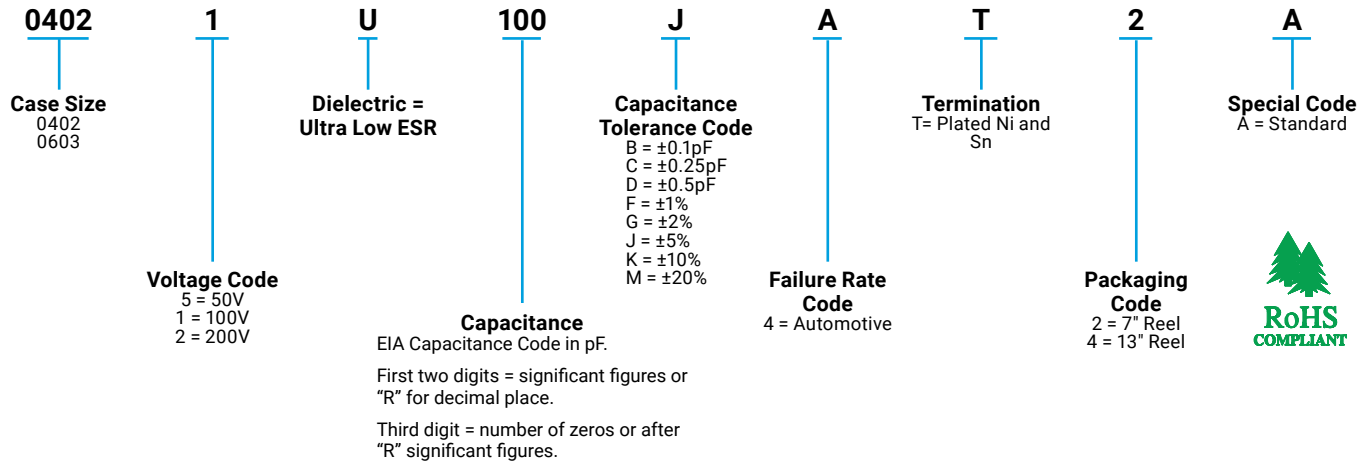 0402 1 U 100 J A T 2 A
Case Size
0402
0603
Voltage Code
5 = 50V
1 = 100V
2 = 200V
Dielectric =
Ultra Low ESR
Capacitance
EIA Capacitance Code in pF.
First two digits = significant figures or
“R” for decimal place.
Third digit = number of zeros or after
“R” significant figures.
Capacitance
Tolerance Code
B = ±0.1pF
C = ±0.25pF
D = ±0.5pF
F = ±1%
G = ±2%
J = ±5%
K = ±10%
M = ±20%
Failure Rate
Code
4 = Automotive
Termination
T= Plated Ni and
Sn
Packaging
Code
2 = 7" Reel
4 = 13" Reel
Special Code
A = Standard
RoHS
COMPLIANT